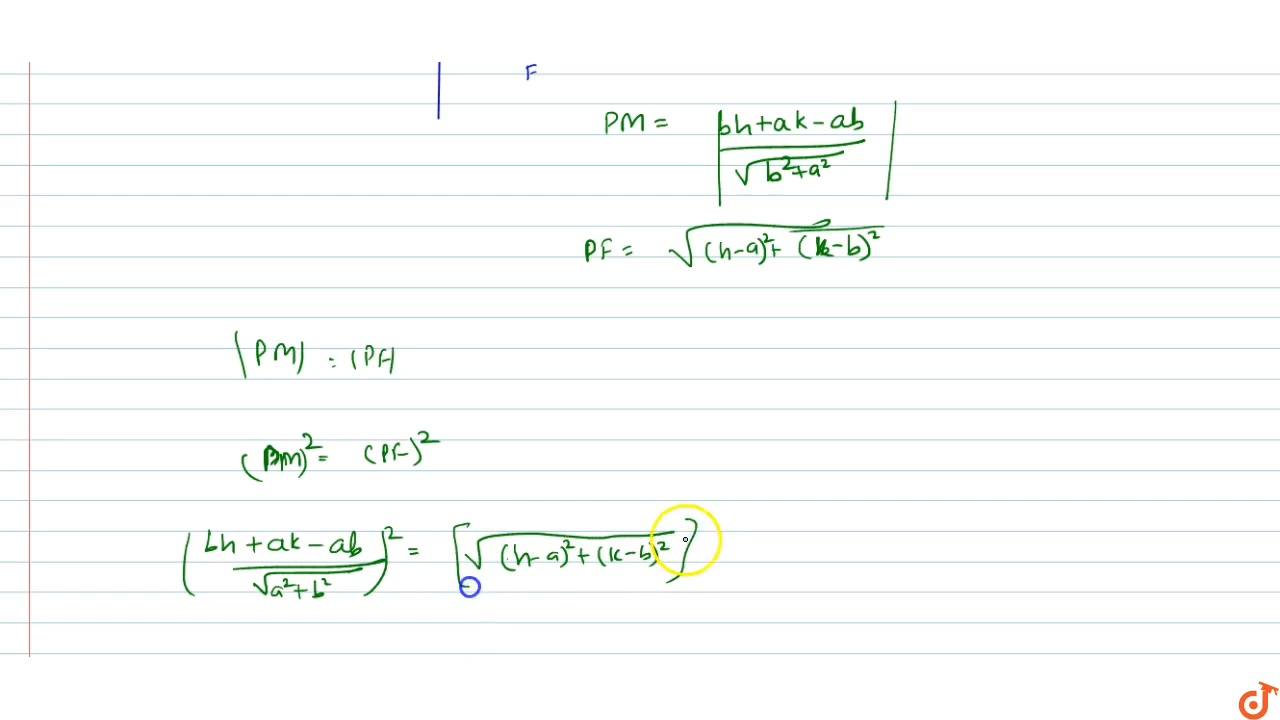 F
PM = | bh+ak-ab / √b²+a² |
PF = √(h-a)²+ (k-b)²
|PM| = (PF|
(PM)² = (PF)²
( bh+ak-ab / √a²+b² )² = [√(h-a)²+(k-b)²]